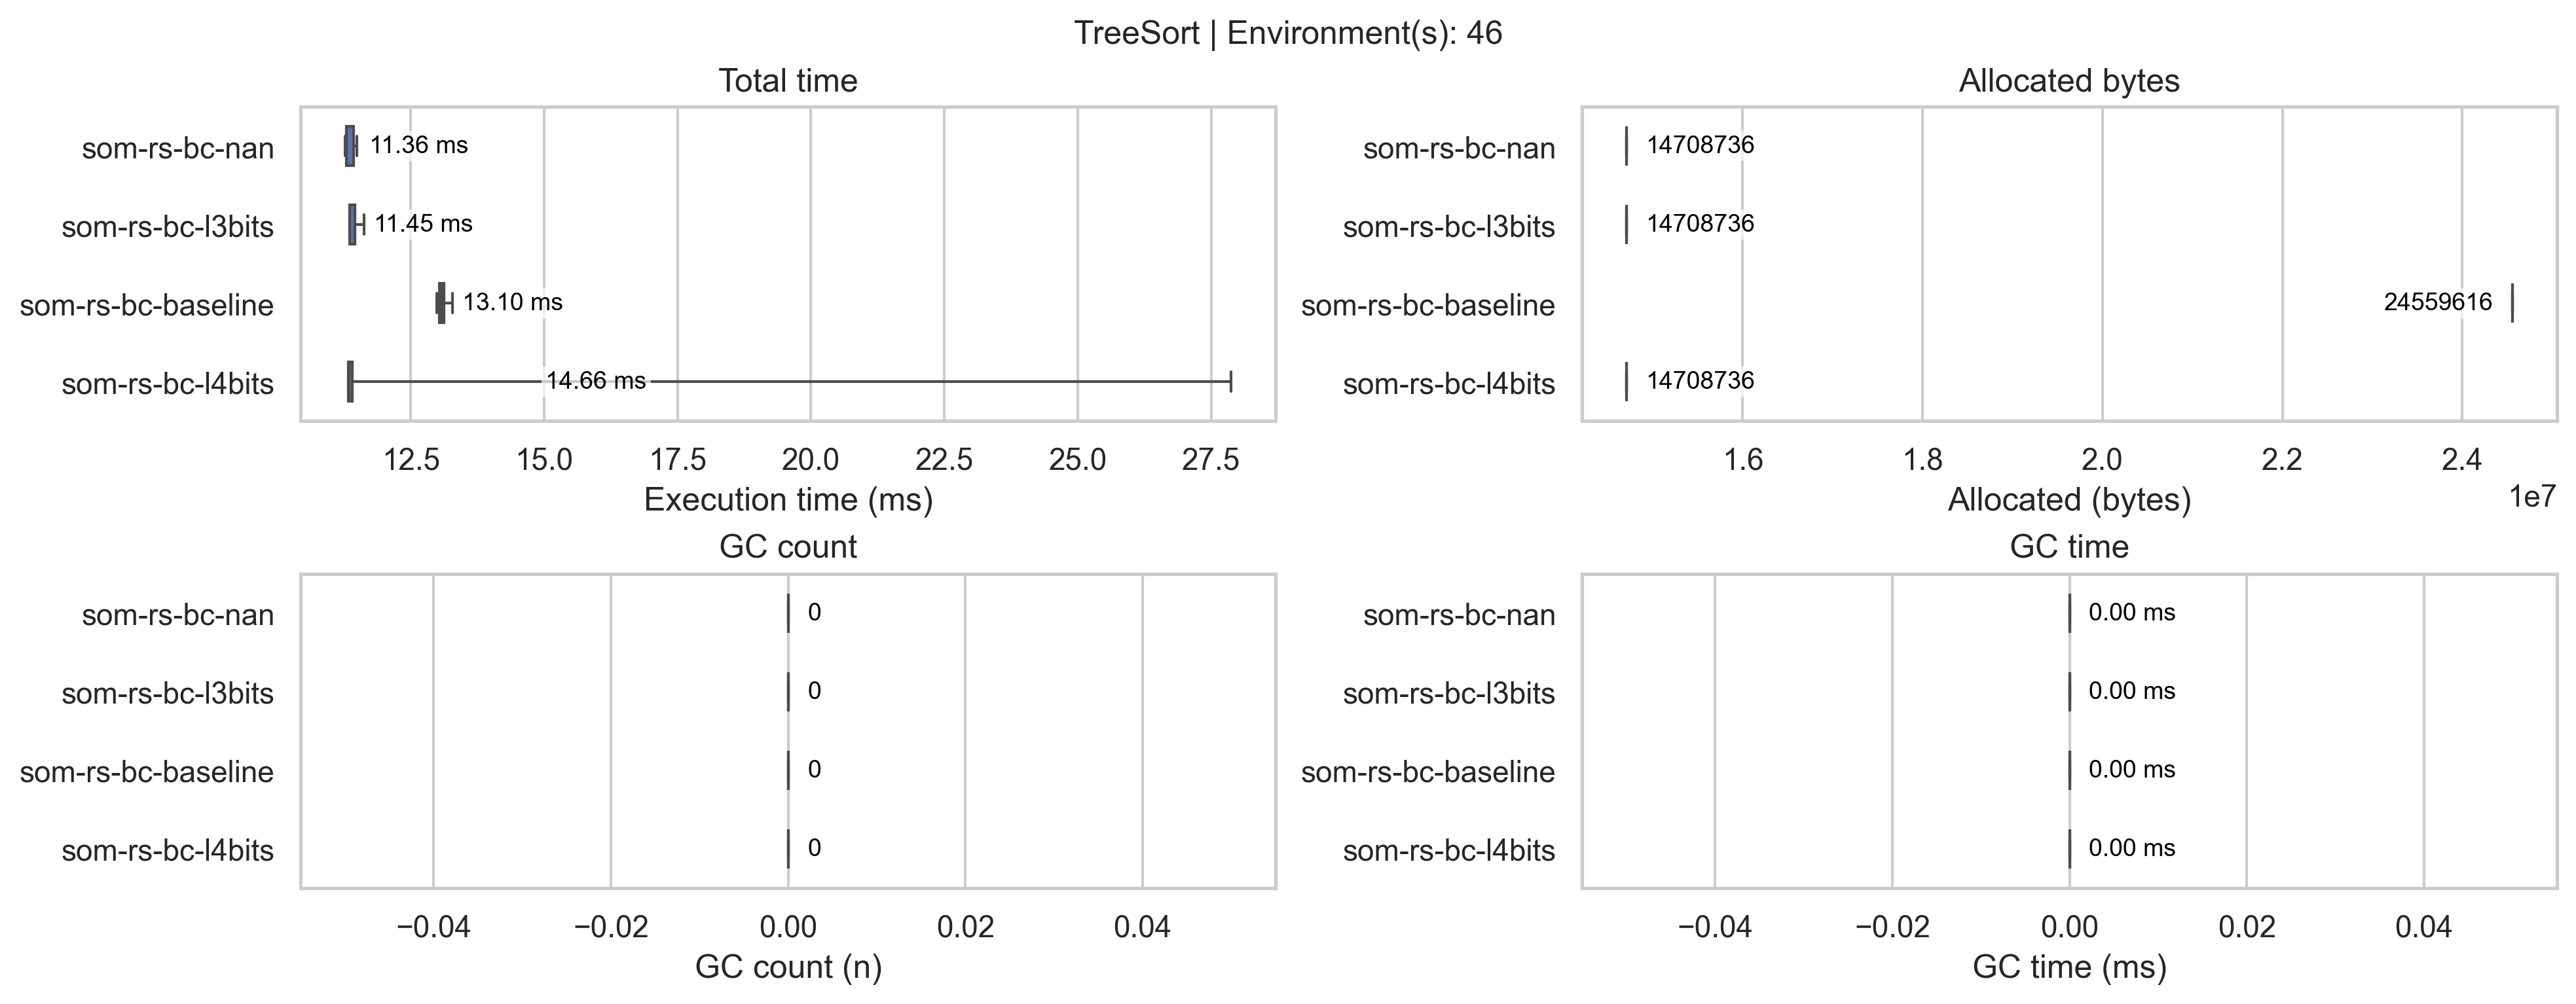 TreeSort | Environment(s): 46
Total time
som-rs-bc-nan
11.36 ms
som-rs-bc-l3bits
11.45 ms
som-rs-bc-baseline
13.10 ms
som-rs-bc-l4bits
14.66 ms
12.5 15.0 17.5 20.0 22.5 25.0 27.5
Execution time (ms)
Allocated bytes
som-rs-bc-nan
14708736
som-rs-bc-l3bits
14708736
som-rs-bc-baseline
24559616
som-rs-bc-l4bits
14708736
1.6 1.8 2.0 2.2 2.4
1e7
Allocated (bytes)
GC count
som-rs-bc-nan
0
som-rs-bc-l3bits
0
som-rs-bc-baseline
0
som-rs-bc-l4bits
0
−0.04 −0.02 0.00 0.02 0.04
GC count (n)
GC time
som-rs-bc-nan
0.00 ms
som-rs-bc-l3bits
0.00 ms
som-rs-bc-baseline
0.00 ms
som-rs-bc-l4bits
0.00 ms
−0.04 −0.02 0.00 0.02 0.04
GC time (ms)